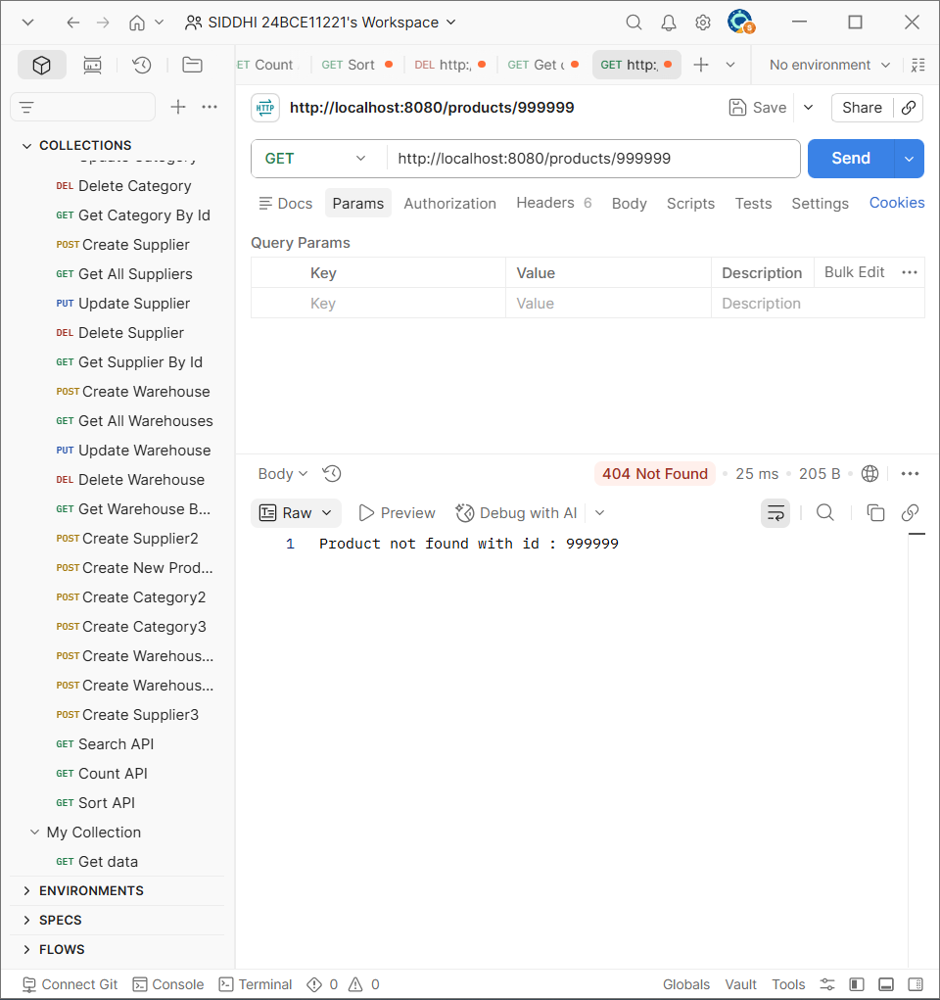 SIDDHI 24BCE11221's Workspace
8
ET Count
GET Sort
DEL http:,
GET Get
GET http:,
No environment
HTTP http://localhost:8080/products/999999
Save
Share
COLLECTIONS
Update Category
DEL Delete Category
GET Get Category By Id
POST Create Supplier
GET Get All Suppliers
PUT Update Supplier
DEL Delete Supplier
GET Get Supplier By Id
POST Create Warehouse
GET Get All Warehouses
PUT Update Warehouse
DEL Delete Warehouse
GET Get Warehouse B...
POST Create Supplier2
POST Create New Prod...
POST Create Category2
POST Create Category3
POST Create Warehous...
POST Create Warehous...
POST Create Supplier3
GET Search API
GET Count API
GET Sort API
My Collection
GET Get data
ENVIRONMENTS
SPECS
FLOWS
GET http://localhost:8080/products/999999 Send
Docs Params Authorization Headers 6 Body Scripts Tests Settings Cookies
Query Params
Key Value Description Bulk Edit
Key Value Description
Body 404 Not Found 25 ms 205 B
Raw Preview Debug with AI
1 Product not found with id : 999999
Connect Git Console Terminal 0 0 Globals Vault Tools